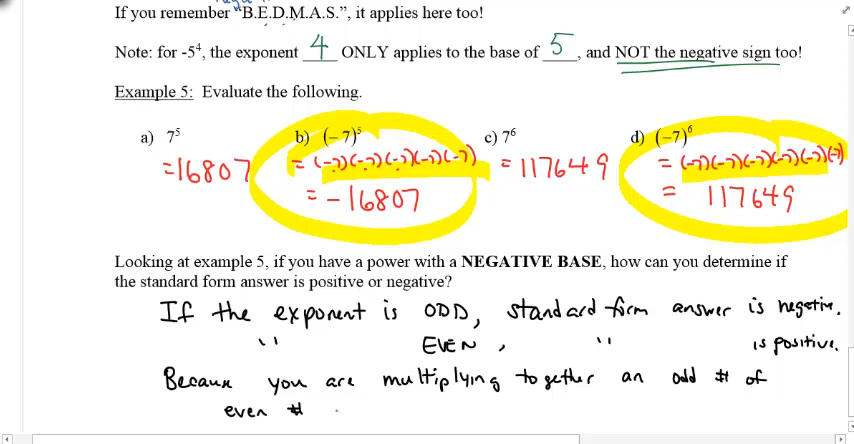 If you remember “B.E.D.M.A.S.”, it applies here too!
Note: for -5⁴, the exponent 4 ONLY applies to the base of 5, and NOT the negative sign too!
Example 5: Evaluate the following.
a) 7⁵ b) (– 7)⁵ c) 7⁶ d) (–7)⁶
=16807 = (-7)(-7)(-7)(-7)(-7) = 117649 = (-7)(-7)(-7)(-7)(-7)(-7)
= -16807 = 117649
Looking at example 5, if you have a power with a NEGATIVE BASE, how can you determine if
the standard form answer is positive or negative?
If the exponent is ODD, standard form answer is negative.
" EVEN, " is positive.
Because you are multiplying together an odd # of
even #